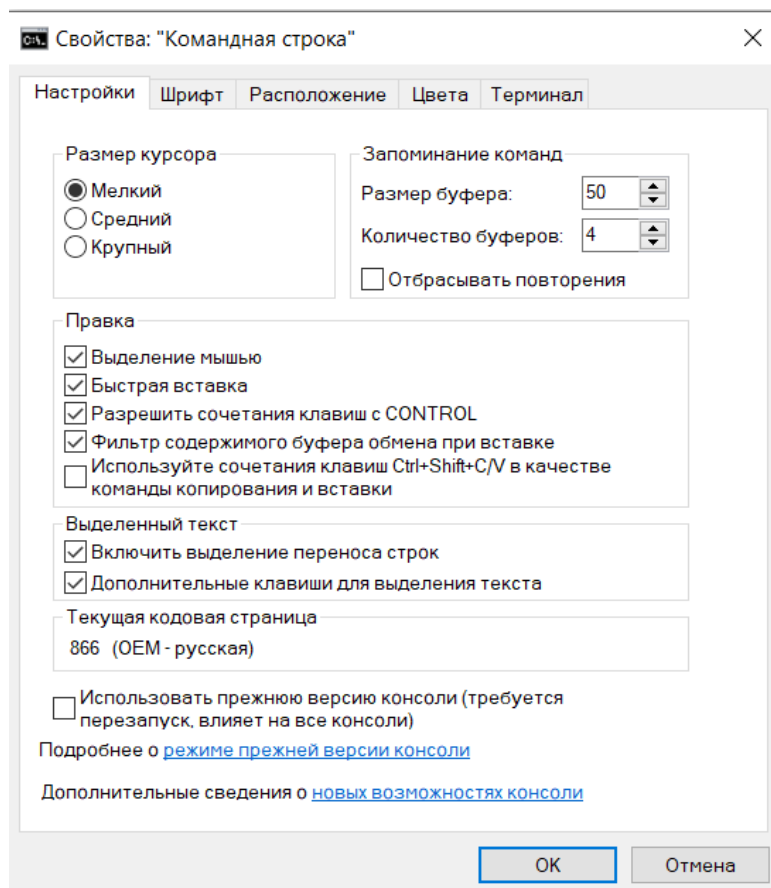 Свойства: "Командная строка"
Настройки Шрифт Расположение Цвета Терминал
Размер курсора
Мелкий
Средний
Крупный
Запоминание команд
Размер буфера: 50
Количество буферов: 4
Отбрасывать повторения
Правка
Выделение мышью
Быстрая вставка
Разрешить сочетания клавиш с CONTROL
Фильтр содержимого буфера обмена при вставке
Используйте сочетания клавиш Ctrl+Shift+C/V в качестве
команды копирования и вставки
Выделенный текст
Включить выделение переноса строк
Дополнительные клавиши для выделения текста
Текущая кодовая страница
866 (OEM - русская)
Использовать прежнюю версию консоли (требуется
перезапуск, влияет на все консоли)
Подробнее о режиме прежней версии консоли
Дополнительные сведения о новых возможностях консоли
ОК Отмена